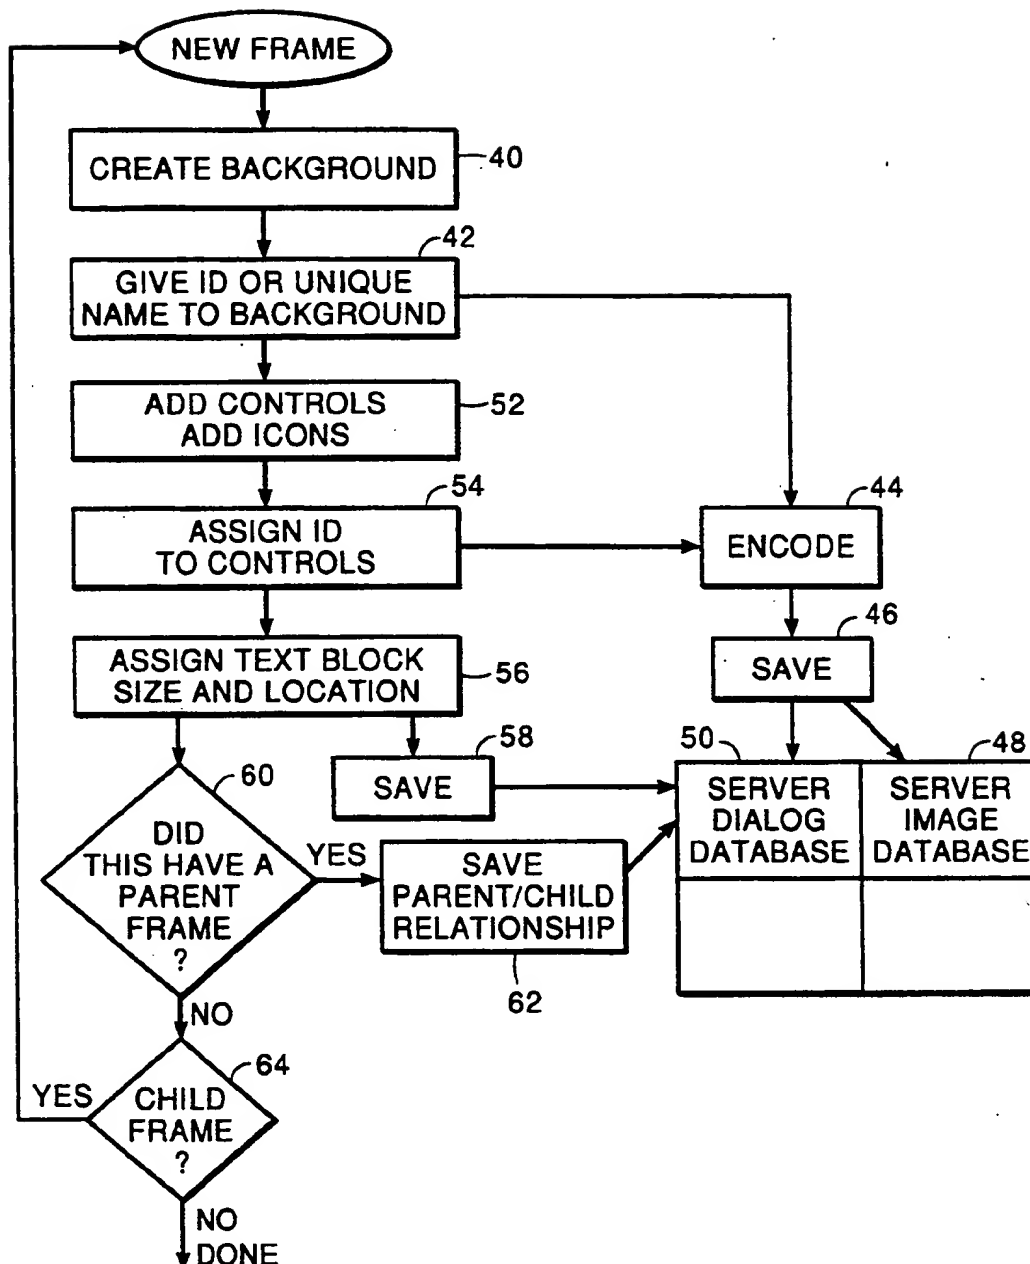 NEW FRAME
CREATE BACKGROUND
40
42
GIVE ID OR UNIQUE
NAME TO BACKGROUND
ADD CONTROLS
ADD ICONS
52
54
ASSIGN ID
TO CONTROLS
44
ENCODE
46
SAVE
ASSIGN TEXT BLOCK
SIZE AND LOCATION
56
58
SAVE
50
SERVER
DIALOG
DATABASE
48
SERVER
IMAGE
DATABASE
60
DID
THIS HAVE A
PARENT
FRAME
?
YES
SAVE
PARENT/CHILD
RELATIONSHIP
62
NO
64
YES
CHILD
FRAME
?
NO
DONE